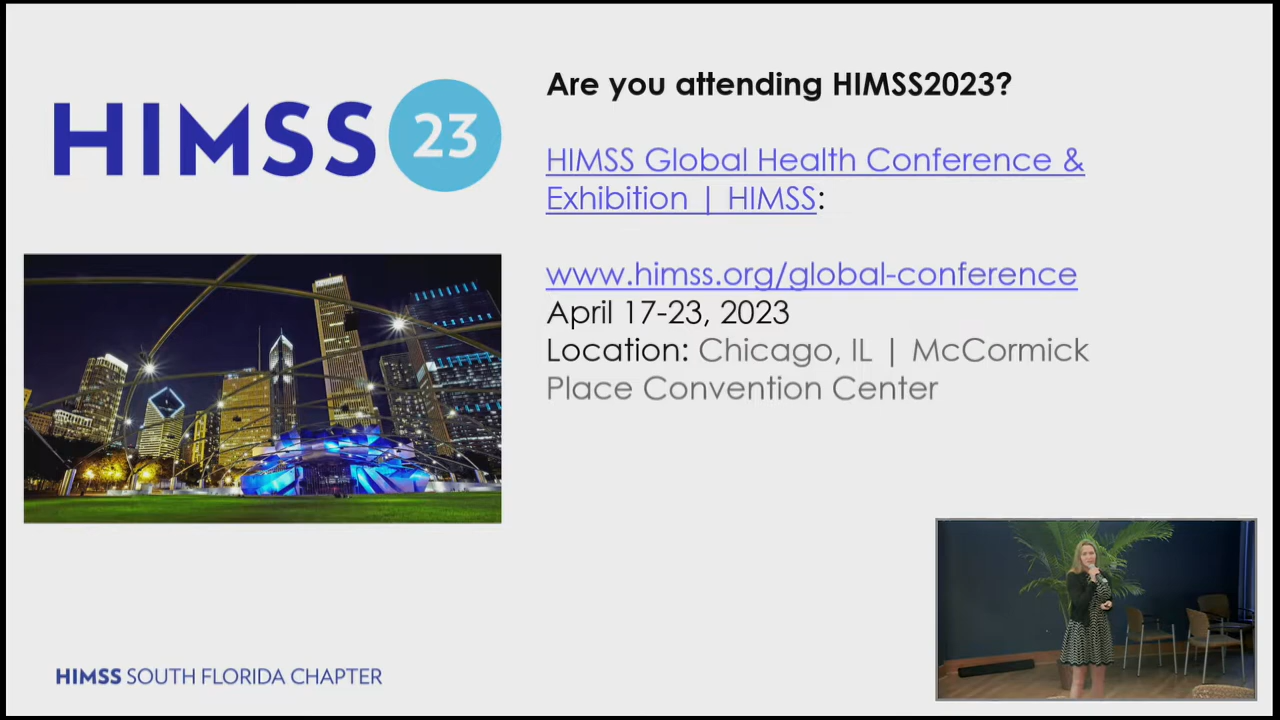 HIMSS 23
Are you attending HIMSS2023?
HIMSS Global Health Conference &
Exhibition | HIMSS:
www.himss.org/global-conference
April 17-23, 2023
Location: Chicago, IL | McCormick
Place Convention Center
HIMSS SOUTH FLORIDA CHAPTER